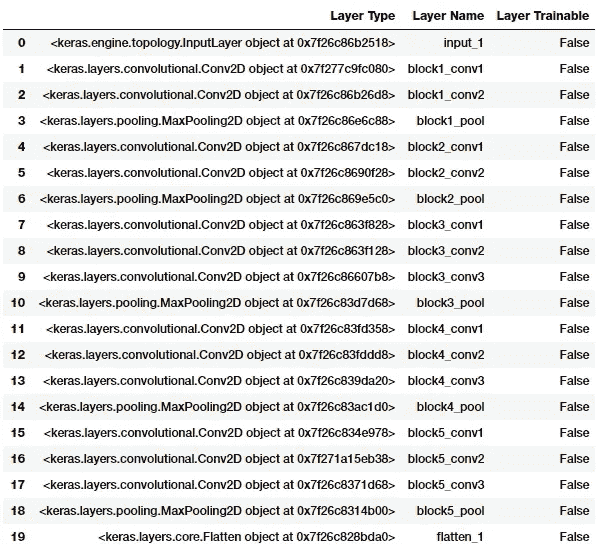 Layer Type Layer Name Layer Trainable
0 <keras.engine.topology.InputLayer object at 0x7f26c86b2518> input_1 False
1 <keras.layers.convolutional.Conv2D object at 0x7f277c9fc080> block1_conv1 False
2 <keras.layers.convolutional.Conv2D object at 0x7f26c86b26d8> block1_conv2 False
3 <keras.layers.pooling.MaxPooling2D object at 0x7f26c86e6c88> block1_pool False
4 <keras.layers.convolutional.Conv2D object at 0x7f26c867dc18> block2_conv1 False
5 <keras.layers.convolutional.Conv2D object at 0x7f26c8690f28> block2_conv2 False
6 <keras.layers.pooling.MaxPooling2D object at 0x7f26c869e5c0> block2_pool False
7 <keras.layers.convolutional.Conv2D object at 0x7f26c863f828> block3_conv1 False
8 <keras.layers.convolutional.Conv2D object at 0x7f26c863f128> block3_conv2 False
9 <keras.layers.convolutional.Conv2D object at 0x7f26c86607b8> block3_conv3 False
10 <keras.layers.pooling.MaxPooling2D object at 0x7f26c83d7d68> block3_pool False
11 <keras.layers.convolutional.Conv2D object at 0x7f26c83fd358> block4_conv1 False
12 <keras.layers.convolutional.Conv2D object at 0x7f26c83fddd8> block4_conv2 False
13 <keras.layers.convolutional.Conv2D object at 0x7f26c839da20> block4_conv3 False
14 <keras.layers.pooling.MaxPooling2D object at 0x7f26c83ac1d0> block4_pool False
15 <keras.layers.convolutional.Conv2D object at 0x7f26c834e978> block5_conv1 False
16 <keras.layers.convolutional.Conv2D object at 0x7f271a15eb38> block5_conv2 False
17 <keras.layers.convolutional.Conv2D object at 0x7f26c8371d68> block5_conv3 False
18 <keras.layers.pooling.MaxPooling2D object at 0x7f26c8314b00> block5_pool False
19 <keras.layers.core.Flatten object at 0x7f26c828bda0> flatten_1 False